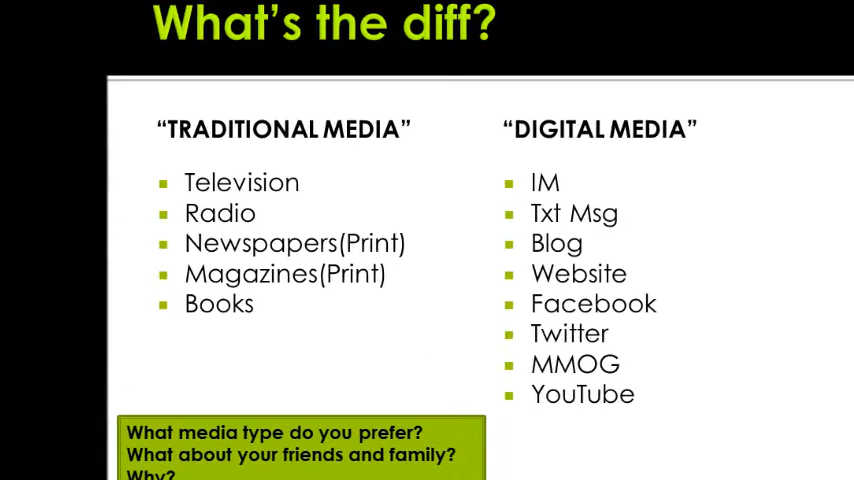 What's the diff?
“TRADITIONAL MEDIA”
Television
Radio
Newspapers(Print)
Magazines(Print)
Books
“DIGITAL MEDIA”
IM
Txt Msg
Blog
Website
Facebook
Twitter
MMOG
YouTube
What media type do you prefer?
What about your friends and family?
Why?